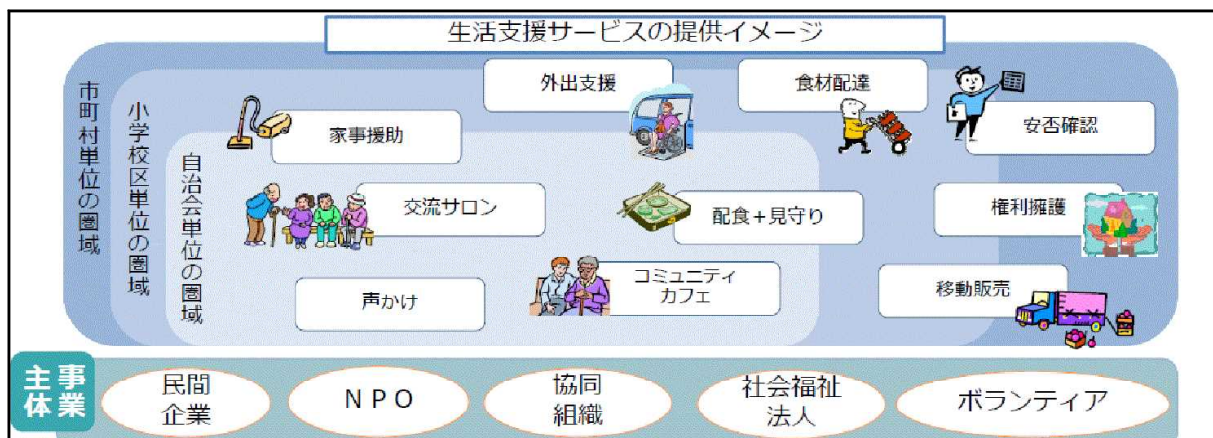 生活支援サービスの提供イメージ
市町村単位の圏域
小学校区単位の圏域
自治会単位の圏域
外出支援
食材配達
家事援助
安否確認
交流サロン
配食+見守り
権利擁護
声かけ
コミュニティ
カフェ
移動販売
事業
主体
民間
企業
NPO
協同
組織
社会福祉
法人
ボランティア